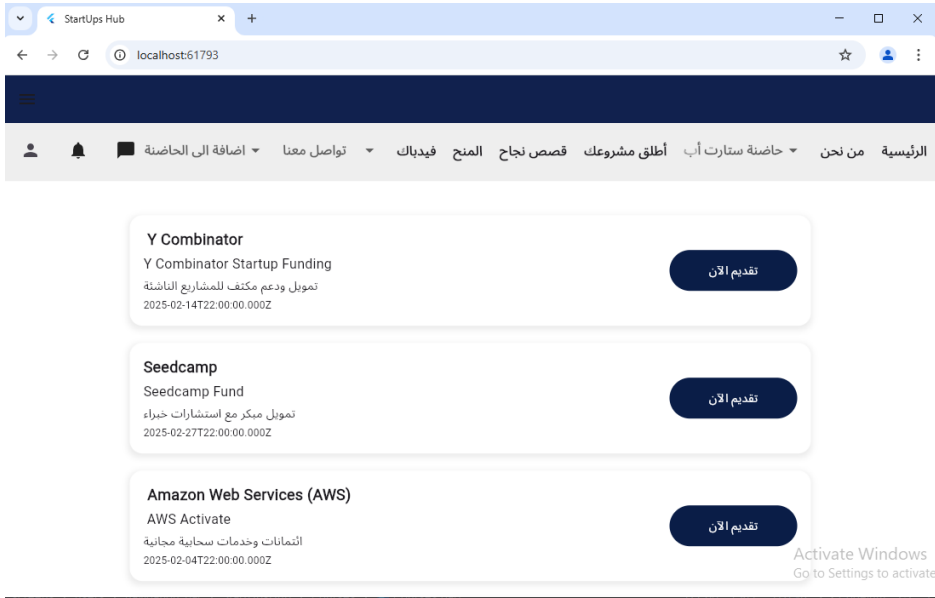 StartUps Hub
localhost:61793
الرئيسية من نحن حاضنة ستارت أب أطلق مشروعك قصص نجاح المنح فيدباك تواصل معنا اضافة الى الحاضنة
Y Combinator
Y Combinator Startup Funding
تمويل ودعم مكثف للمشاريع الناشئة
2025-02-14T22:00:00.000Z
تقديم الآن
Seedcamp
Seedcamp Fund
تمويل مبكر مع استشارات خبراء
2025-02-27T22:00:00.000Z
تقديم الآن
Amazon Web Services (AWS)
AWS Activate
ائتمانات وخدمات سحابية مجانية
2025-02-04T22:00:00.000Z
تقديم الآن
Activate Windows
Go to Settings to activate